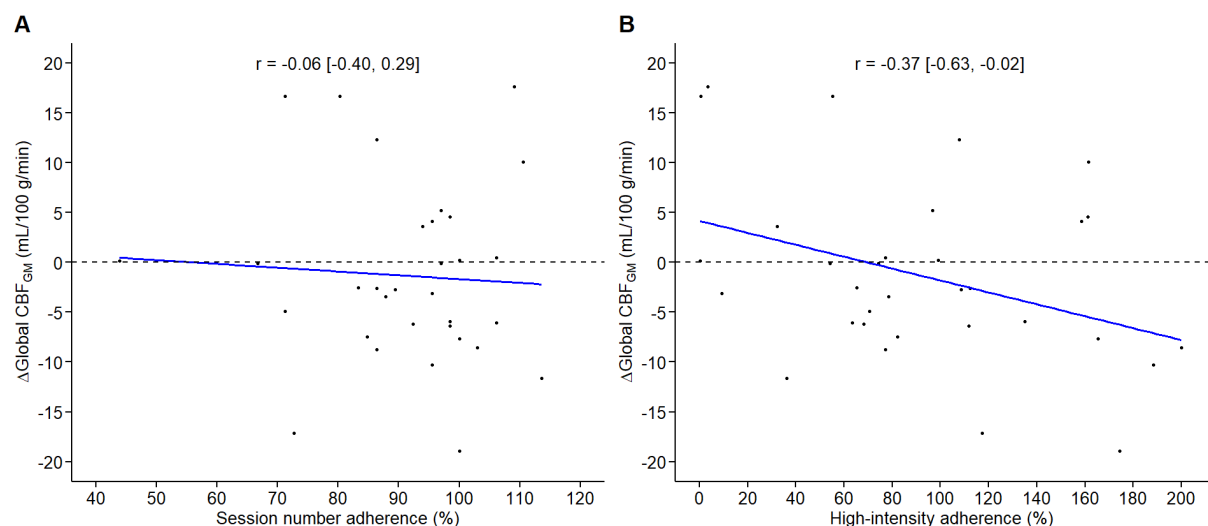 A
r = -0.06 [-0.40, 0.29]
ΔGlobal CBF_GM (mL/100 g/min)
20
15
10
5
0
-5
-10
-15
-20
40 50 60 70 80 90 100 110 120
Session number adherence (%)
B
r = -0.37 [-0.63, -0.02]
ΔGlobal CBF_GM (mL/100 g/min)
20
15
10
5
0
-5
-10
-15
-20
0 20 40 60 80 100 120 140 160 180 200
High-intensity adherence (%)